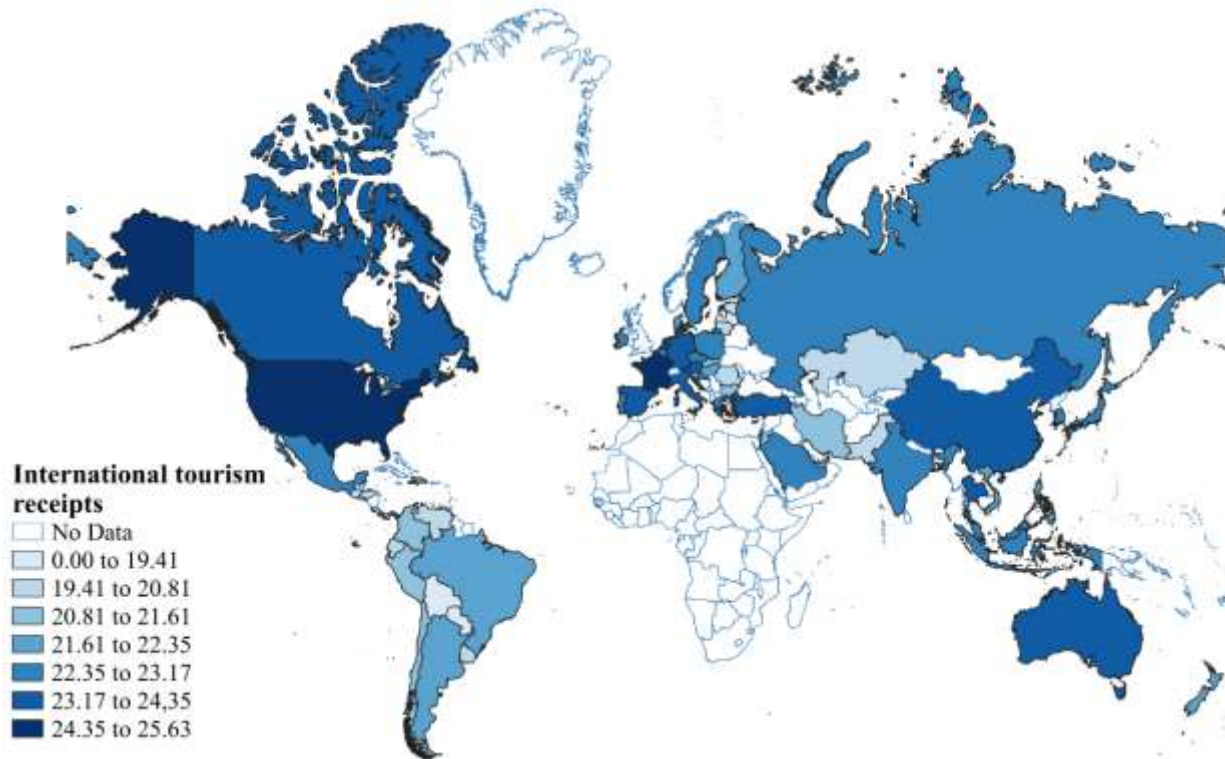 International tourism
receipts
No Data
0.00 to 19.41
19.41 to 20.81
20.81 to 21.61
21.61 to 22.35
22.35 to 23.17
23.17 to 24,35
24.35 to 25.63